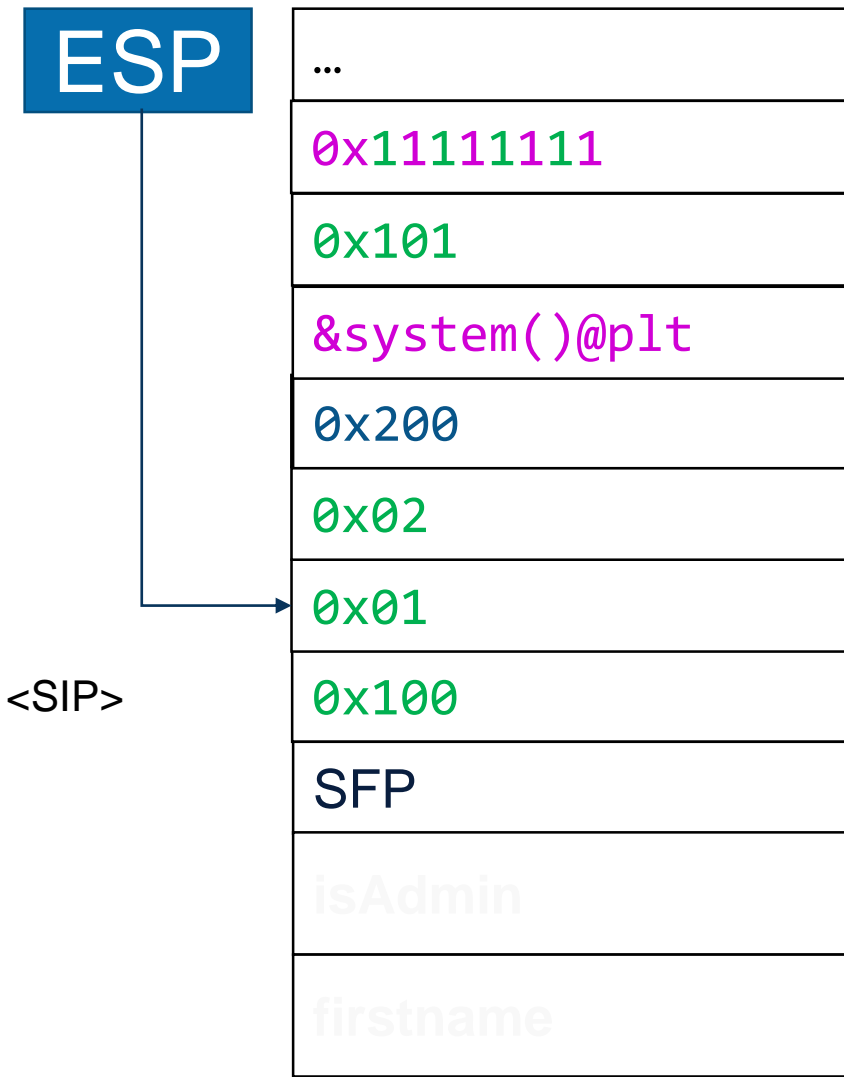 ESP
...
0x11111111
0x101
&system()@plt
0x200
0x02
0x01
<SIP>
0x100
SFP
isAdmin
firstname